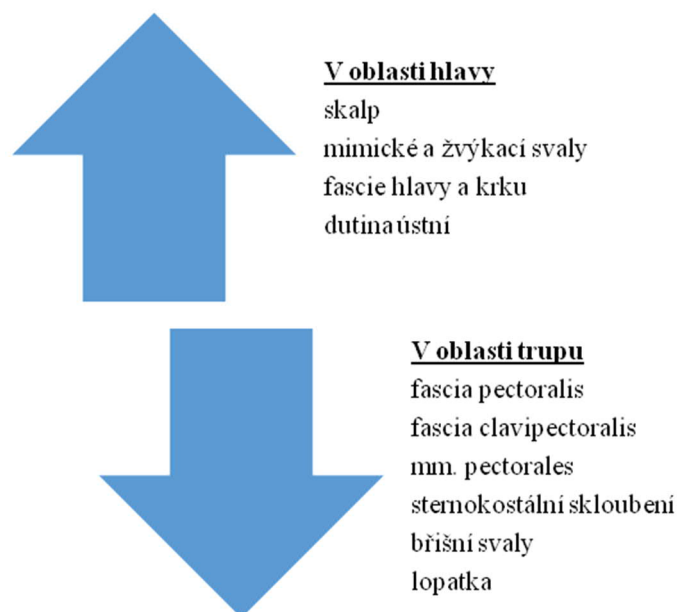 V oblasti hlavy
skalp
mimické a žvýkací svaly
fascie hlavy a krku
dutina ústní
V oblasti trupu
fascia pectoralis
fascia clavipectoralis
mm. pectorales
sternokostální skloubení
břišní svaly
lopatka